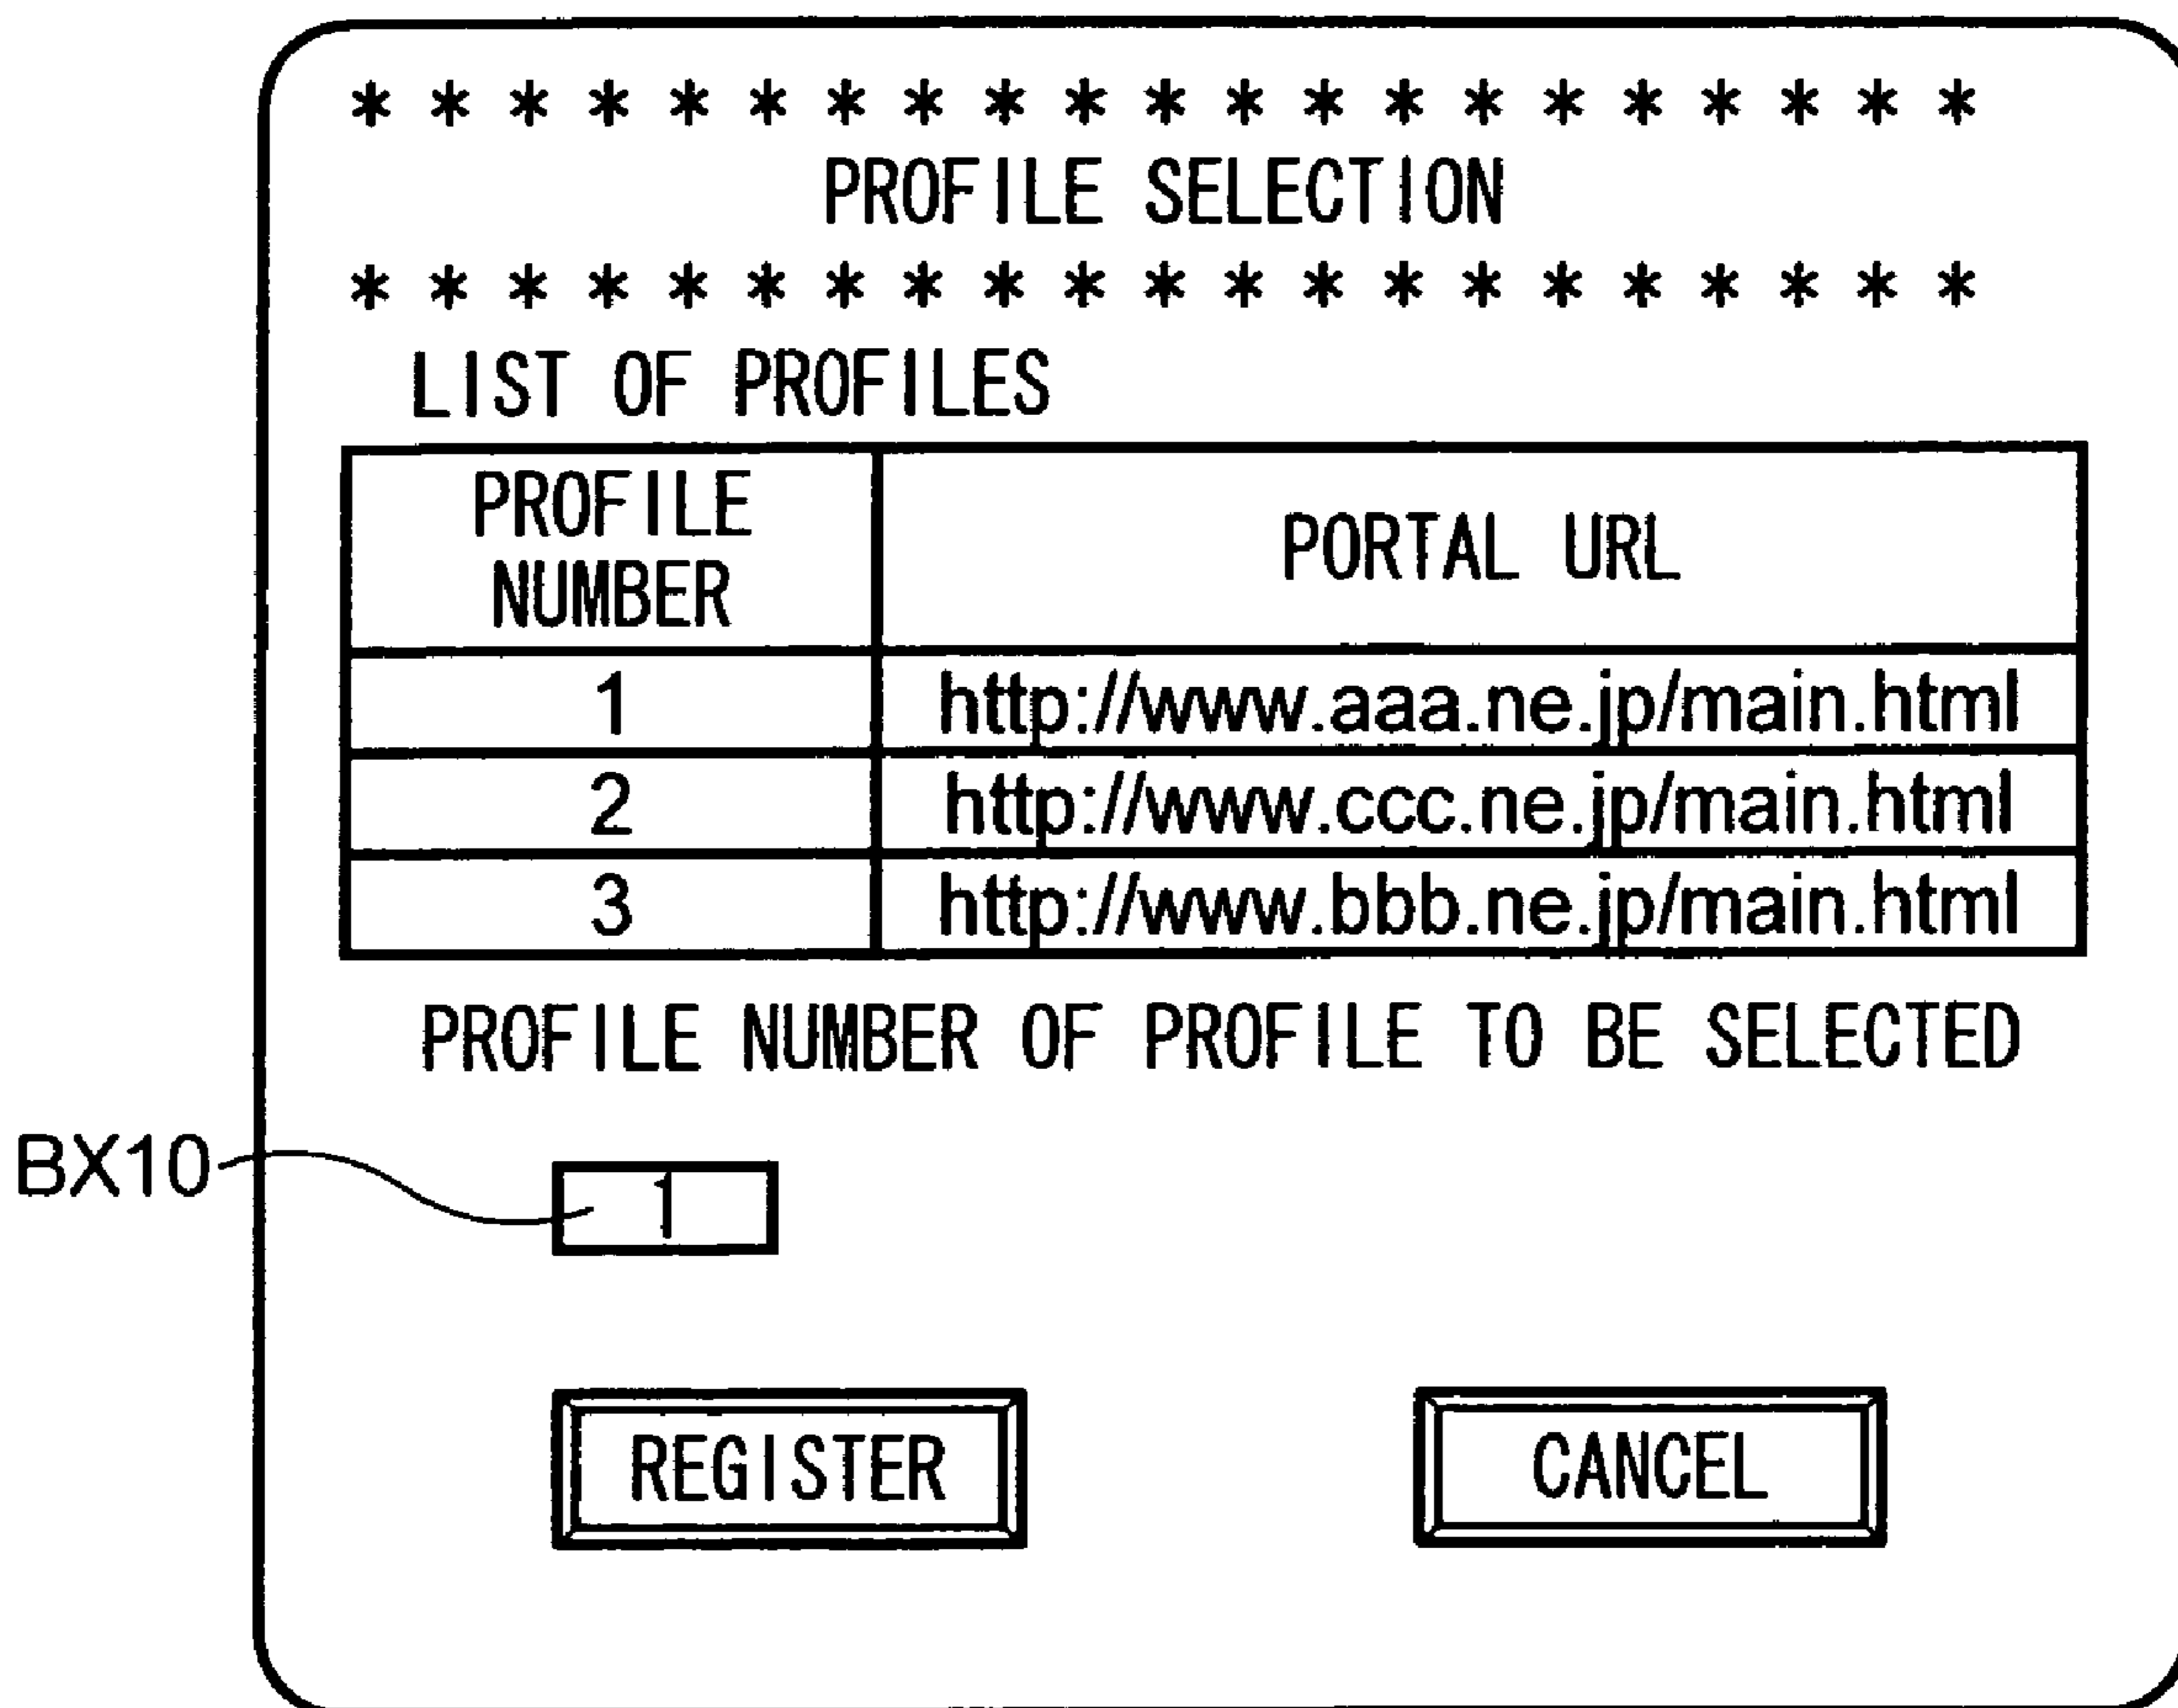 * * * * * * * * * * * * * * * * * * * * *
PROFILE SELECTION
* * * * * * * * * * * * * * * * * * * * *
LIST OF PROFILES
PROFILE
NUMBER
PORTAL URL
1 http://www.aaa.ne.jp/main.html
2 http://www.ccc.ne.jp/main.html
3 http://www.bbb.ne.jp/main.html
PROFILE NUMBER OF PROFILE TO BE SELECTED
BX10
1
REGISTER CANCEL